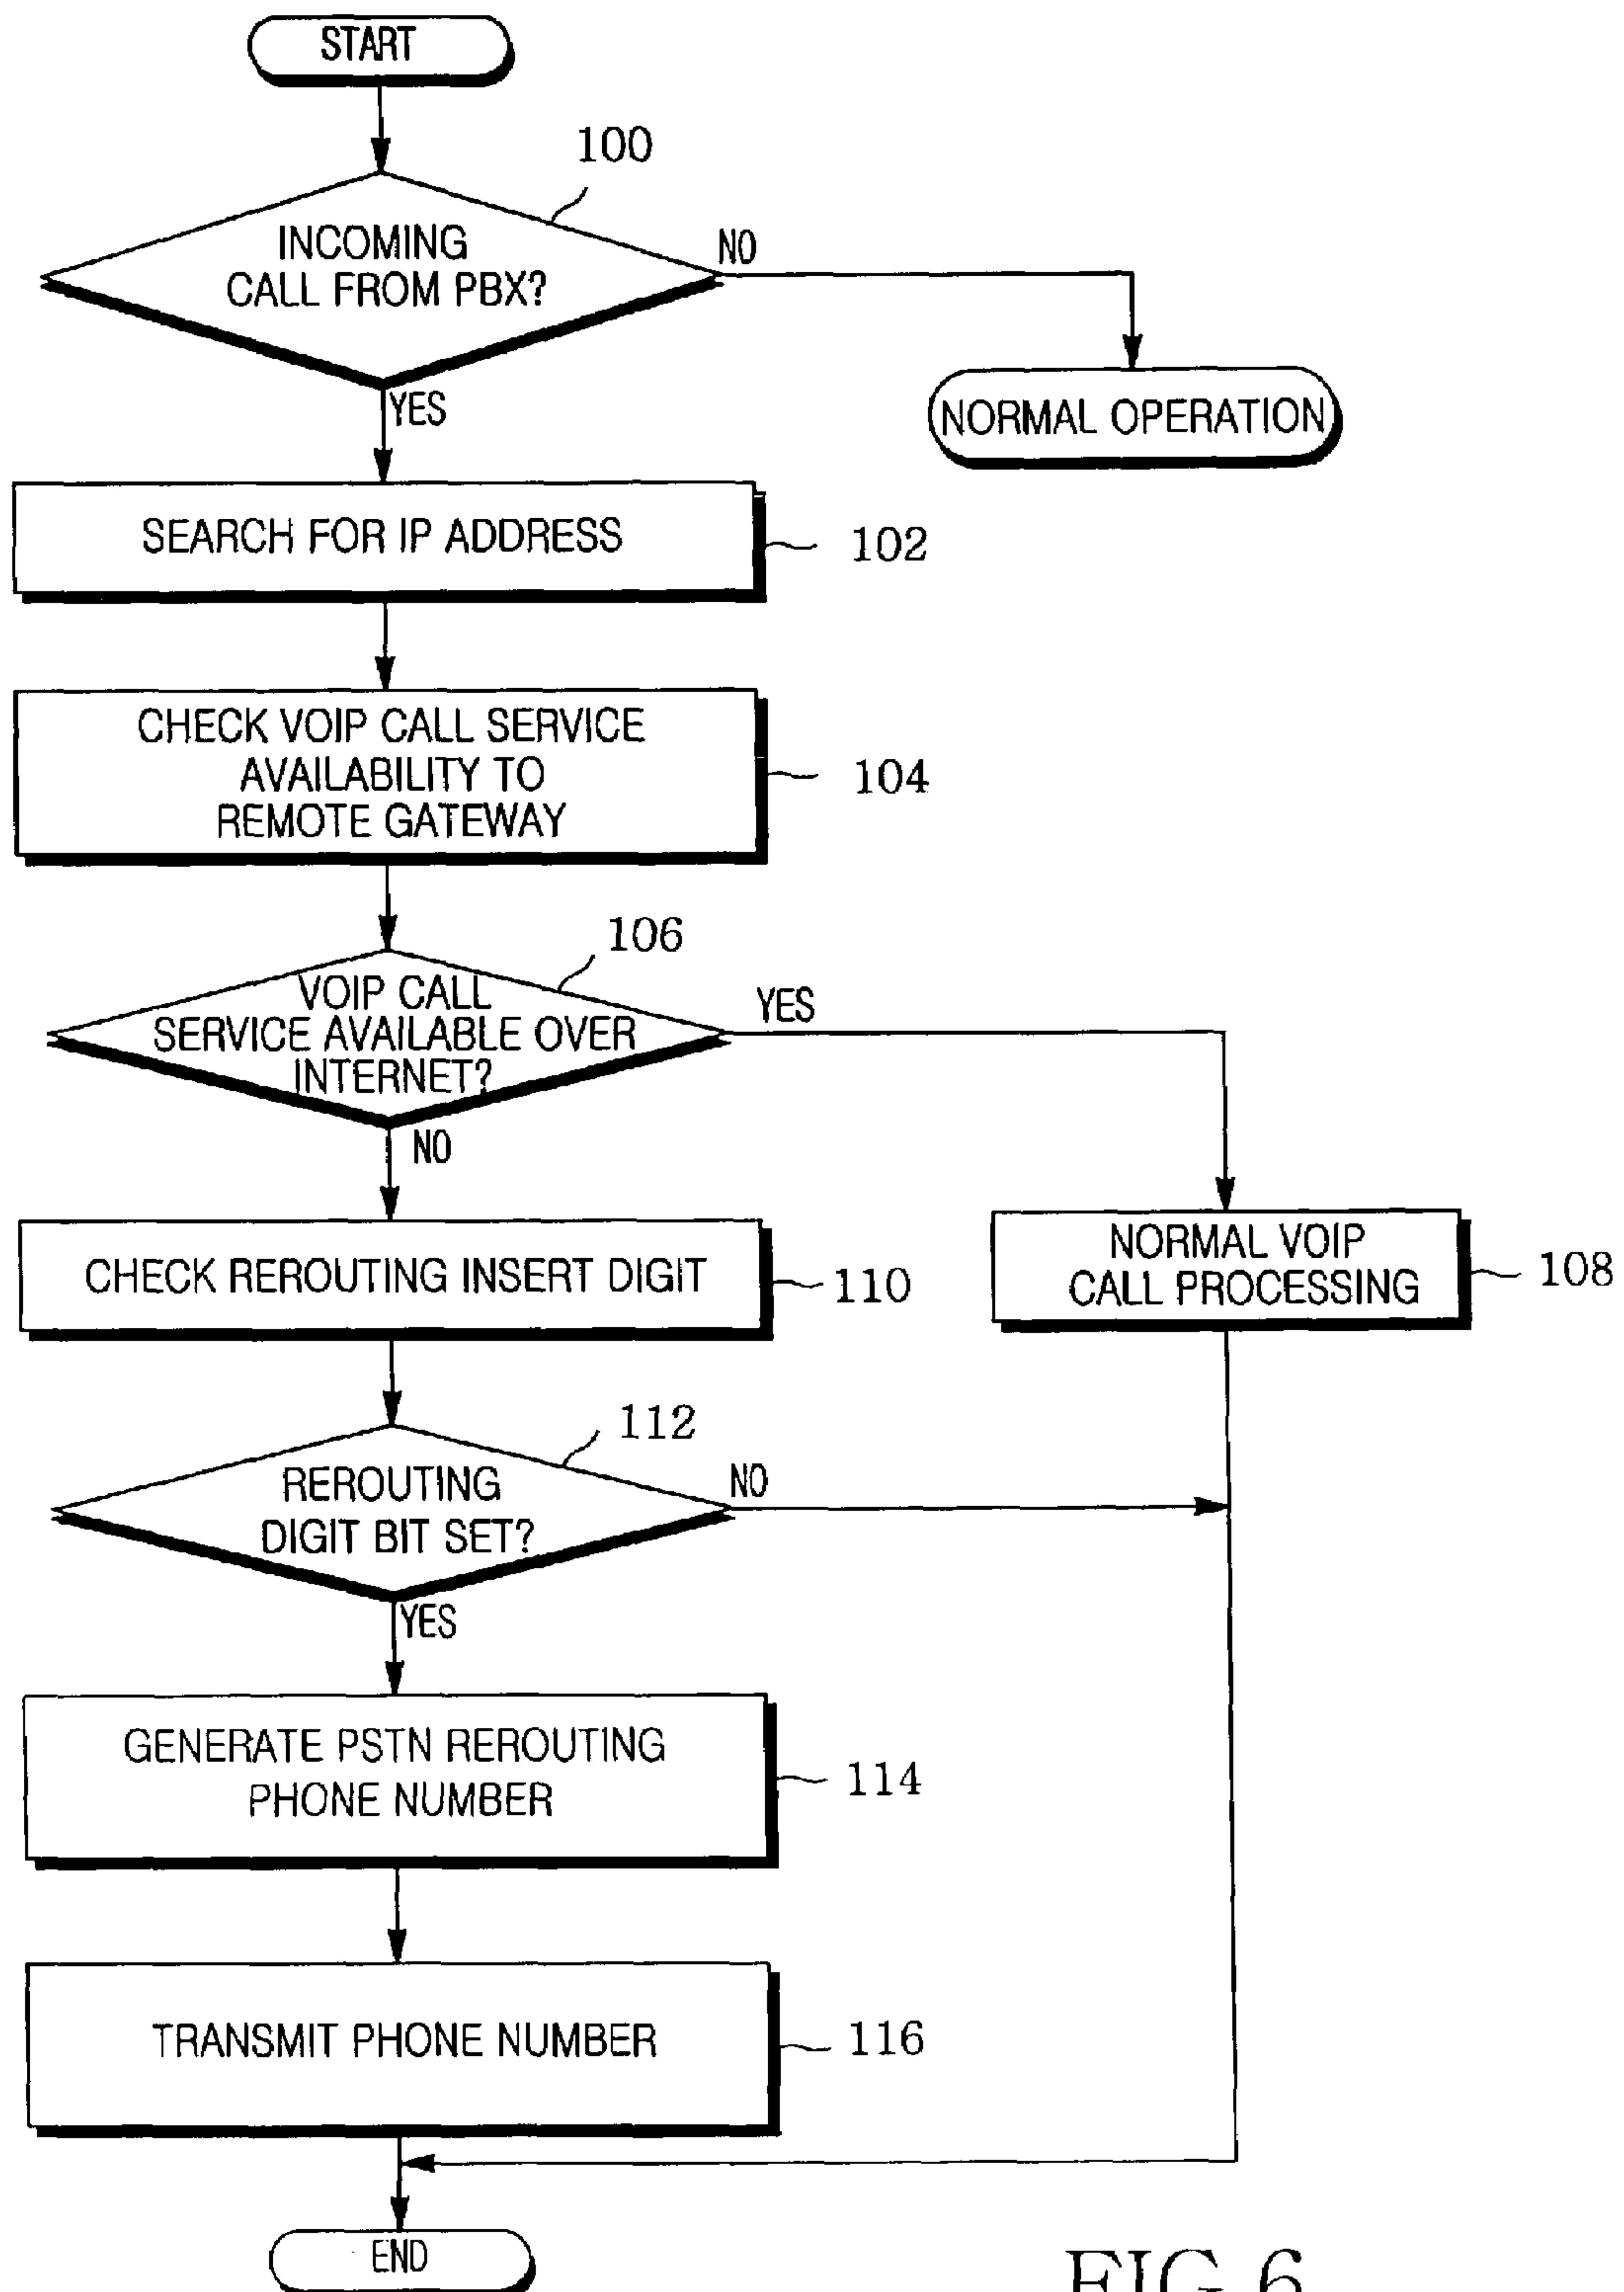 START
100
INCOMING
CALL FROM PBX?
NO
YES
NORMAL OPERATION
SEARCH FOR IP ADDRESS
102
CHECK VOIP CALL SERVICE
AVAILABILITY TO
REMOTE GATEWAY
104
106
VOIP CALL
SERVICE AVAILABLE OVER
INTERNET?
YES
NO
CHECK REROUTING INSERT DIGIT
110
NORMAL VOIP
CALL PROCESSING
108
112
REROUTING
DIGIT BIT SET?
NO
YES
GENERATE PSTN REROUTING
PHONE NUMBER
114
TRANSMIT PHONE NUMBER
116
END
FIG.6